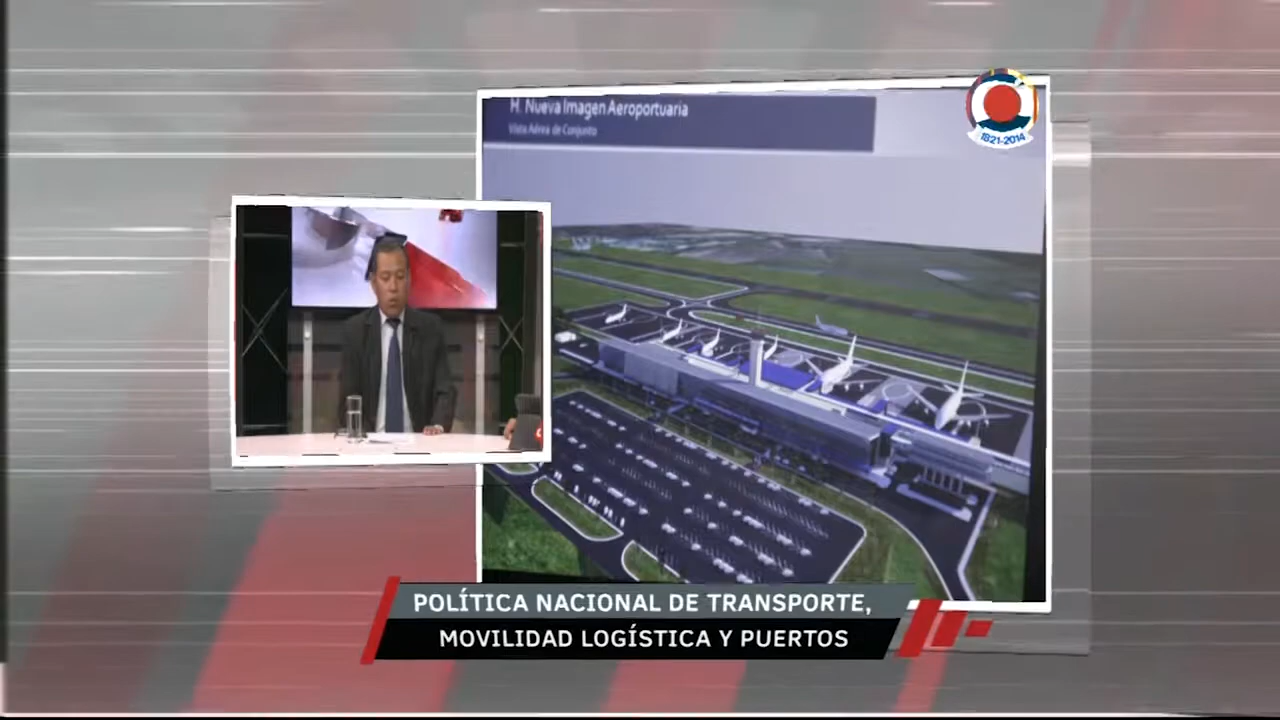 H. Nueva Imagen Aeroportuaria
Vista Aérea de Conjunto
1821-2014
POLÍTICA NACIONAL DE TRANSPORTE,
MOVILIDAD LOGÍSTICA Y PUERTOS